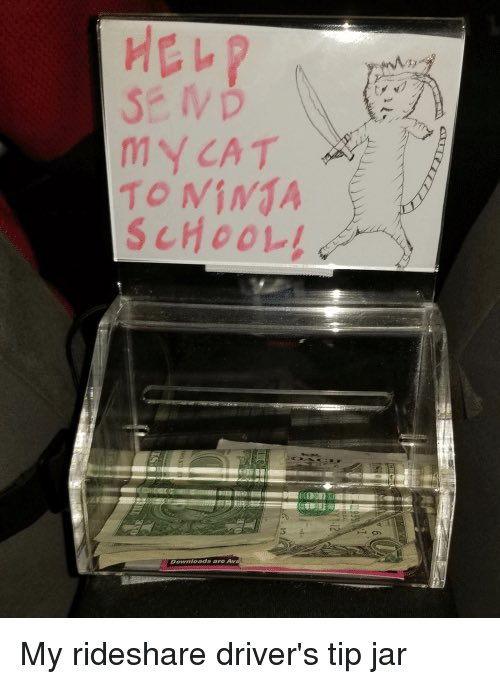 HELP
SEND
MY CAT
TO NiNJA
SCHOOL!
Downloads are Ava
My rideshare driver's tip jar